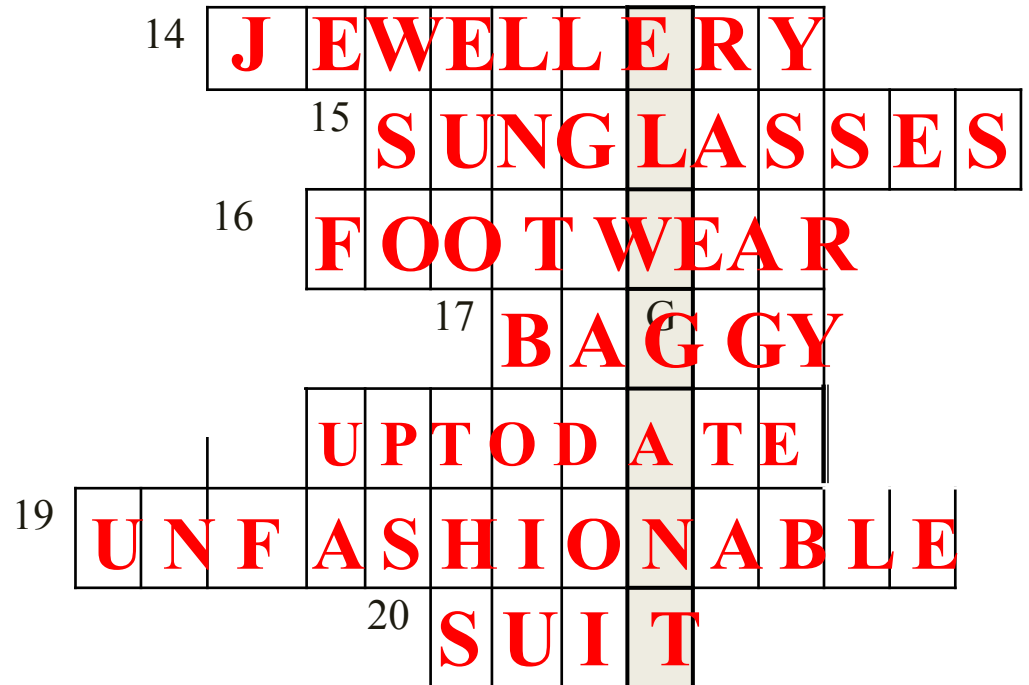 14 JEWELLERY
15 SUNGLASSES
16 FOOTWEAR
17 BAGGY G
UPTODATE
19 UNFASHIONABLE
20 SUIT